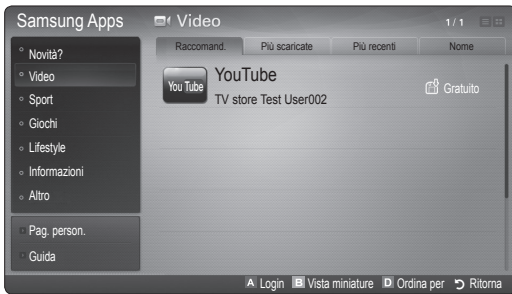 Samsung Apps
Video
1/1
Novità?
Video
Sport
Giochi
Lifestyle
Informazioni
Altro
Pag. person.
Guida
Raccomand. Più scaricate Più recenti Nome
You Tube
YouTube
TV store Test User002
Gratuito
A Login B Vista miniature D Ordina per Ritorna